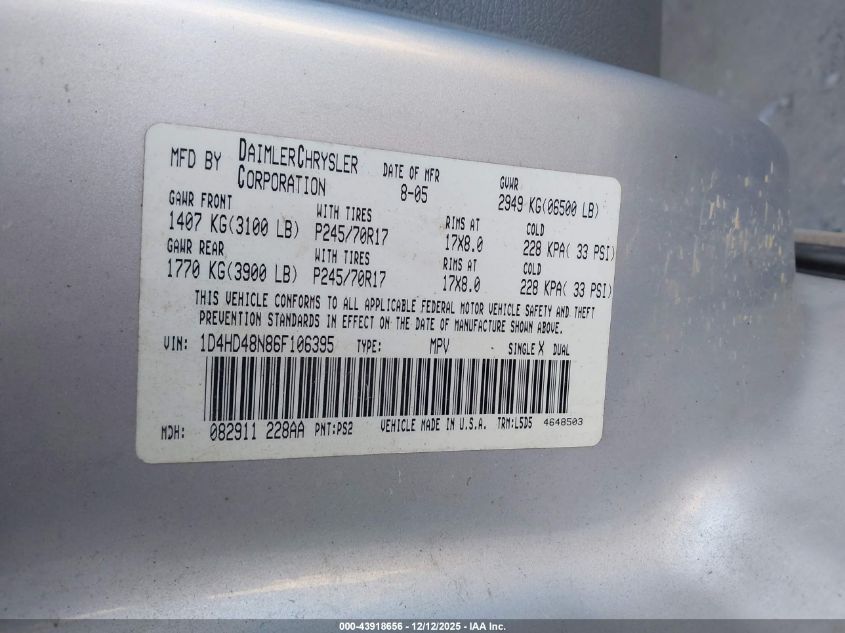 MFD BY DAIMLERCHRYSLER CORPORATION DATE OF MFR 8-05 GVWR 2949 KG(06500 LB)
GAWR FRONT WITH TIRES RIMS AT COLD
1407 KG(3100 LB) P245/70R17 17X8.0 228 KPA( 33 PSI)
GAWR REAR WITH TIRES RIMS AT COLD
1770 KG(3900 LB) P245/70R17 17X8.0 228 KPA( 33 PSI)
THIS VEHICLE CONFORMS TO ALL APPLICABLE FEDERAL MOTOR VEHICLE SAFETY AND THEFT
PREVENTION STANDARDS IN EFFECT ON THE DATE OF MANUFACTURE SHOWN ABOVE.
VIN: 1D4HD48N86F106395 TYPE: MPV - SINGLE X DUAL
MDH: 082911 228AA PNT:PS2 VEHICLE MADE IN U.S.A. TRM:L5D5 4648503
000-43918656 - 12/12/2025 - IAA Inc.